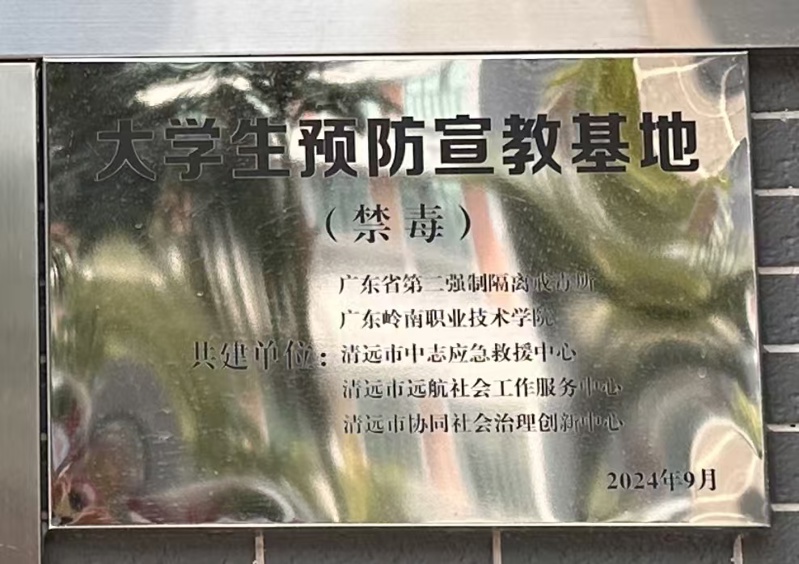 大学生预防宣教基地
（禁毒）
广东省第二强制隔离戒毒所
广东岭南职业技术学院
共建单位：清远市中志应急救援中心
清远市远航社会工作服务中心
清远市协同社会治理创新中心
2024年9月